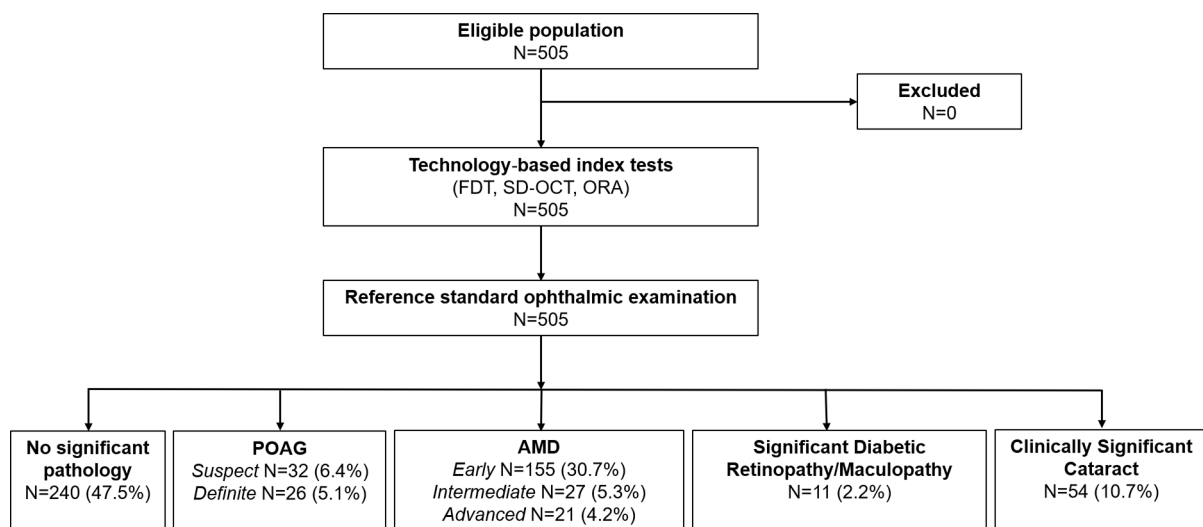 Eligible population
N=505
Excluded
N=0
Technology-based index tests
(FDT, SD-OCT, ORA)
N=505
Reference standard ophthalmic examination
N=505
No significant
pathology
N=240 (47.5%)
POAG
Suspect N=32 (6.4%)
Definite N=26 (5.1%)
AMD
Early N=155 (30.7%)
Intermediate N=27 (5.3%)
Advanced N=21 (4.2%)
Significant Diabetic
Retinopathy/Maculopathy
N=11 (2.2%)
Clinically Significant
Cataract
N=54 (10.7%)